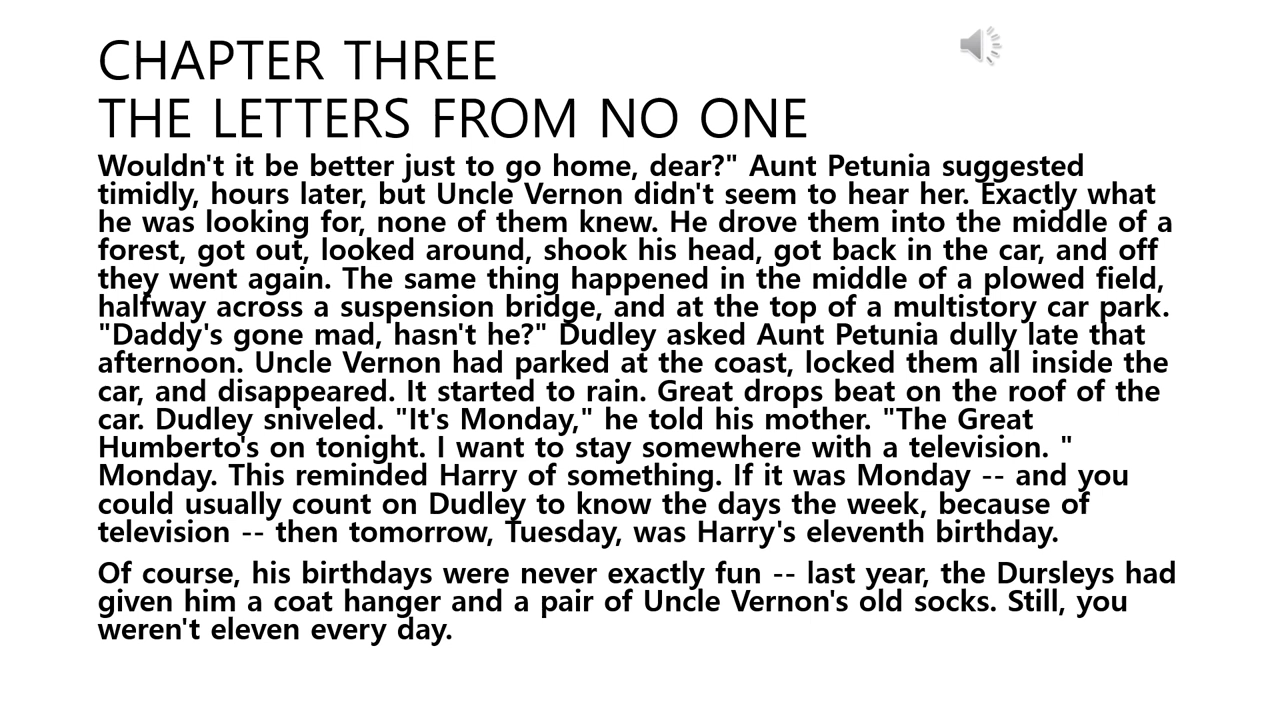 CHAPTER THREE
THE LETTERS FROM NO ONE
Wouldn't it be better just to go home, dear?" Aunt Petunia suggested
timidly, hours later, but Uncle Vernon didn't seem to hear her. Exactly what
he was looking for, none of them knew. He drove them into the middle of a
forest, got out, looked around, shook his head, got back in the car, and off
they went again. The same thing happened in the middle of a plowed field,
halfway across a suspension bridge, and at the top of a multistory car park.
"Daddy's gone mad, hasn't he?" Dudley asked Aunt Petunia dully late that
afternoon. Uncle Vernon had parked at the coast, locked them all inside the
car, and disappeared. It started to rain. Great drops beat on the roof of the
car. Dudley sniveled. "It's Monday," he told his mother. "The Great
Humberto's on tonight. I want to stay somewhere with a television. "
Monday. This reminded Harry of something. If it was Monday -- and you
could usually count on Dudley to know the days the week, because of
television -- then tomorrow, Tuesday, was Harry's eleventh birthday.
Of course, his birthdays were never exactly fun -- last year, the Dursleys had
given him a coat hanger and a pair of Uncle Vernon's old socks. Still, you
weren't eleven every day.